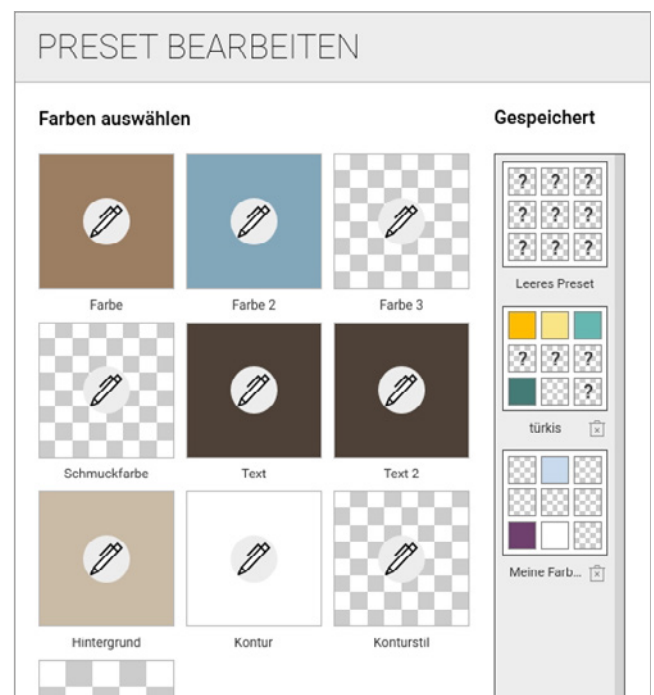 PRESET BEARBEITEN
Farben auswählen
Gespeichert
Farbe
Farbe 2
Farbe 3
Schmuckfarbe
Text
Text 2
Hintergrund
Kontur
Konturstil
? ? ?
? ? ?
? ? ?
Leeres Preset
? ? ?
?
türkis
Meine Farb...